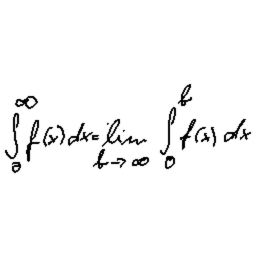 ∫₀^∞ f(x) dx = lim_{b→∞} ∫₀^b f(x) dx